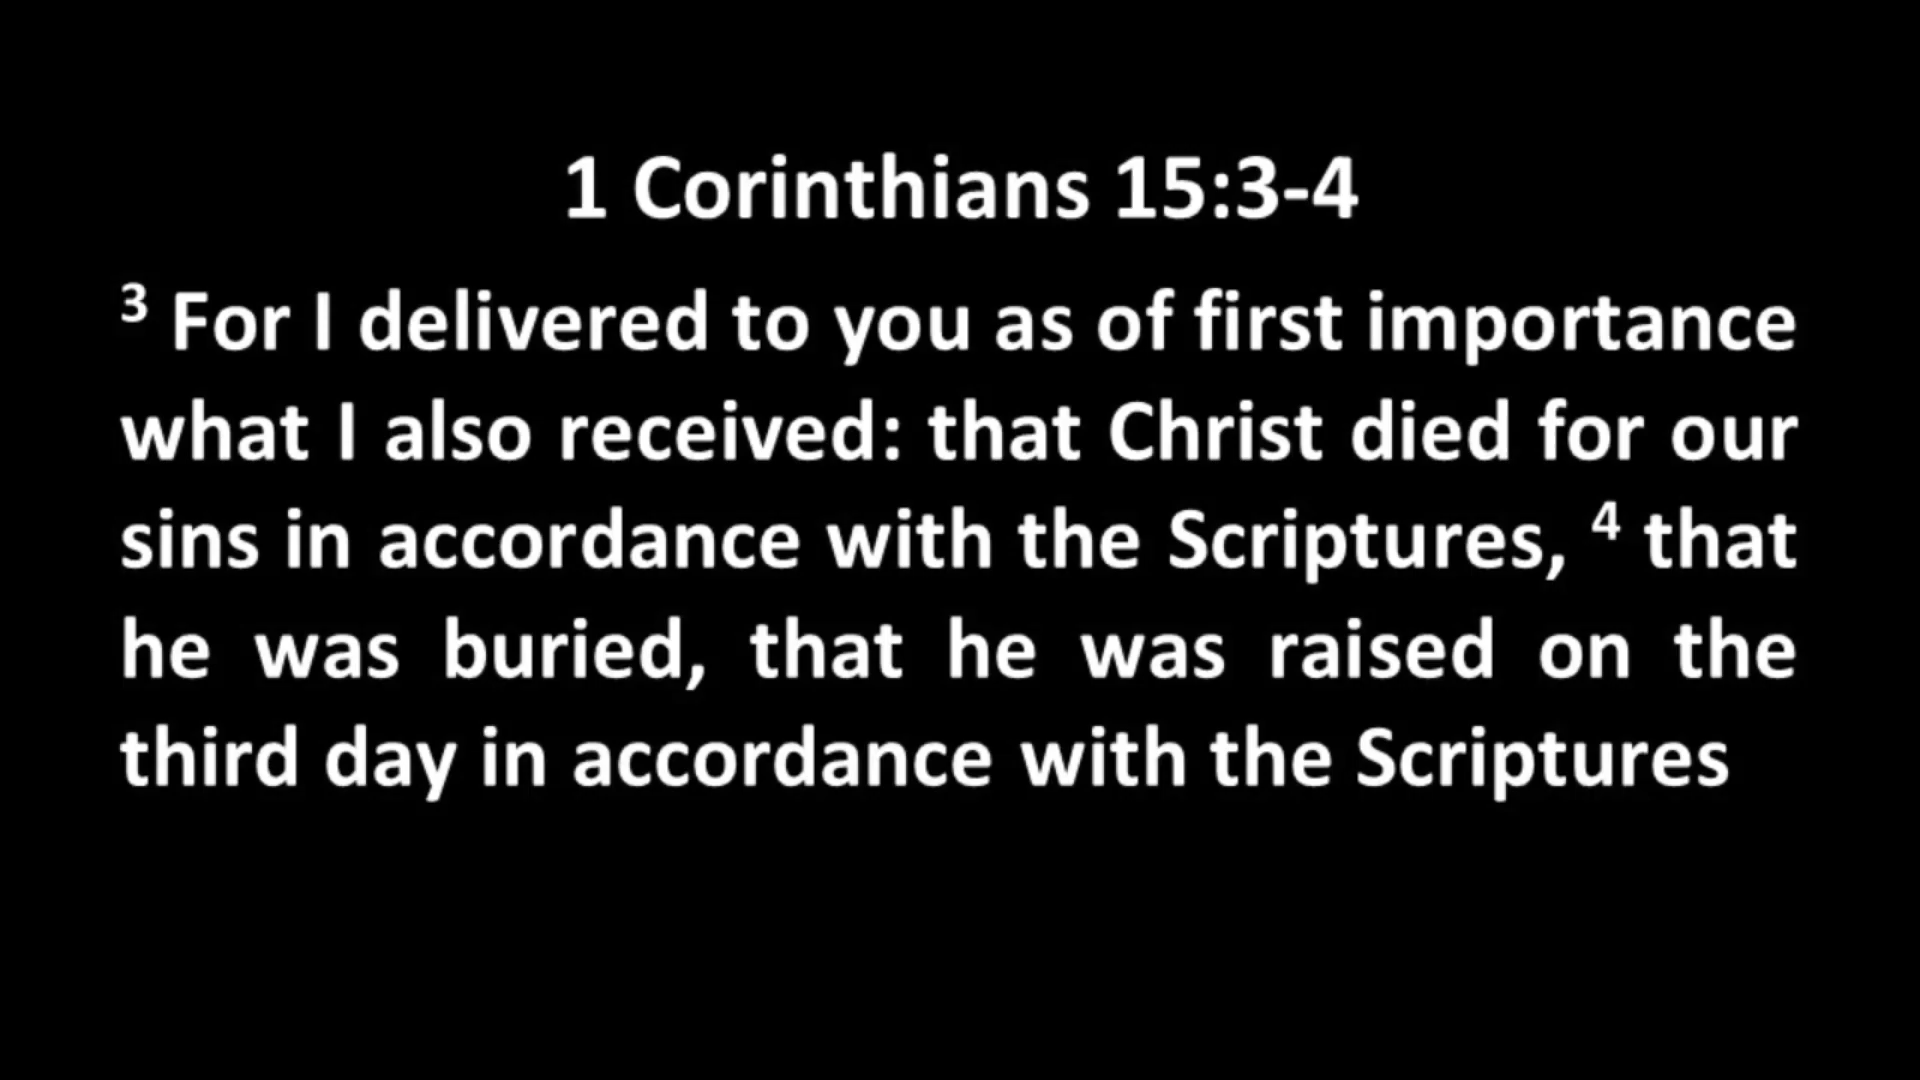 1 Corinthians 15:3-4
³ For I delivered to you as of first importance
what I also received: that Christ died for our
sins in accordance with the Scriptures, ⁴ that
he was buried, that he was raised on the
third day in accordance with the Scriptures